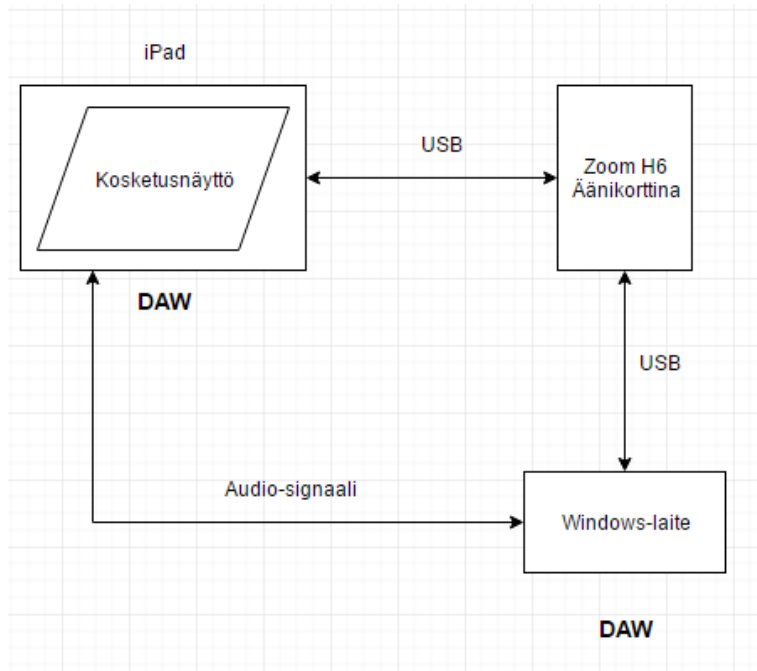 iPad
Kosketusnäyttö
USB
Zoom H6
Äänikorttina
DAW
USB
Audio-signaali
Windows-laite
DAW